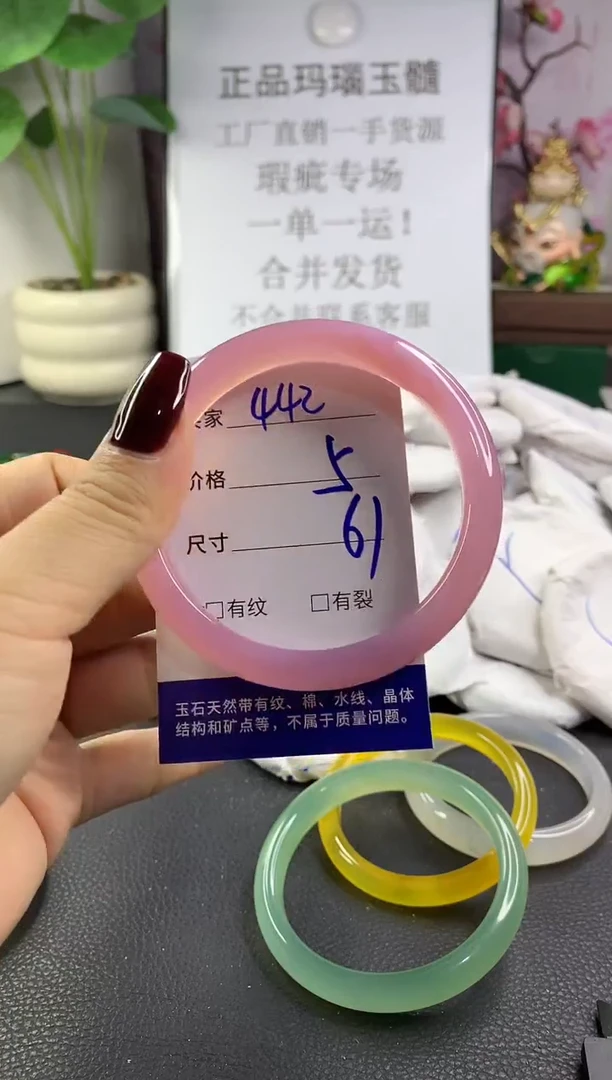 正品玛瑙玉髓
工厂直销一手货源
瑕疵专场
一单一运!
合并发货
不合并联系客服
家 442
价格 5
尺寸 61
□有纹 □有裂
玉石天然带有纹、棉、水线、晶体
结构和矿点等，不属于质量问题。